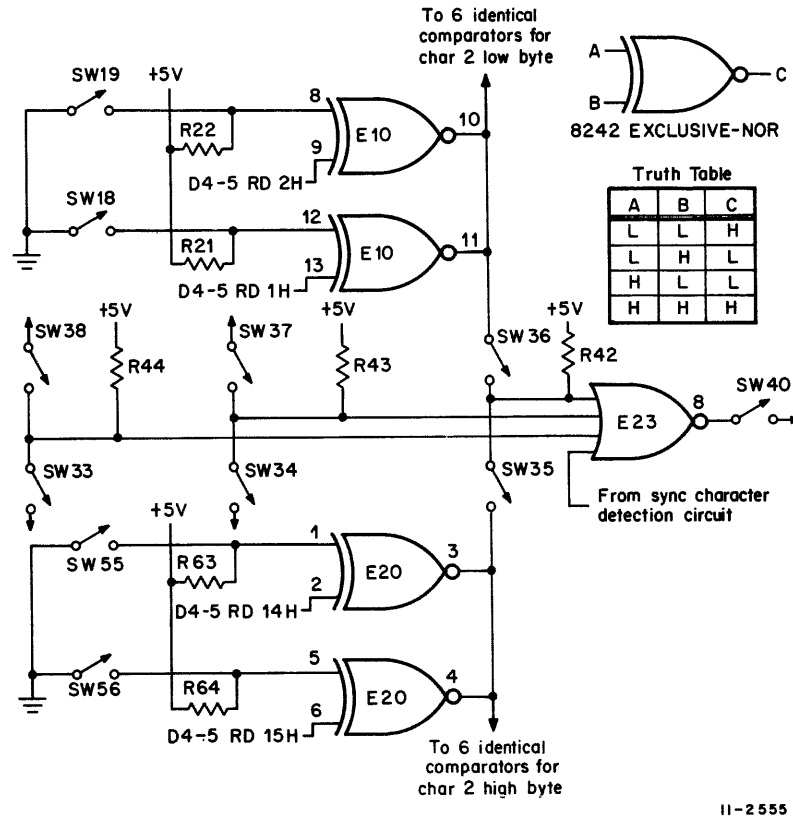 To 6 identical
comparators for
char 2 low byte
SW19
+5V
8
R22
9
E10
10
D4-5 RD 2H
SW18
12
R21
13
E10
11
D4-5 RD 1H
A
B
C
8242 EXCLUSIVE-NOR
Truth Table
A B C
L L H
L H L
H L L
H H H
SW38
+5V
R44
SW37
+5V
R43
SW36
+5V
R42
E23
8
SW40
SW33
SW34
SW35
From sync character
detection circuit
+5V
SW55
R63
1
2
E20
3
D4-5 RD 14H
SW56
R64
5
6
E20
4
D4-5 RD 15H
To 6 identical
comparators for
char 2 high byte
11-2555